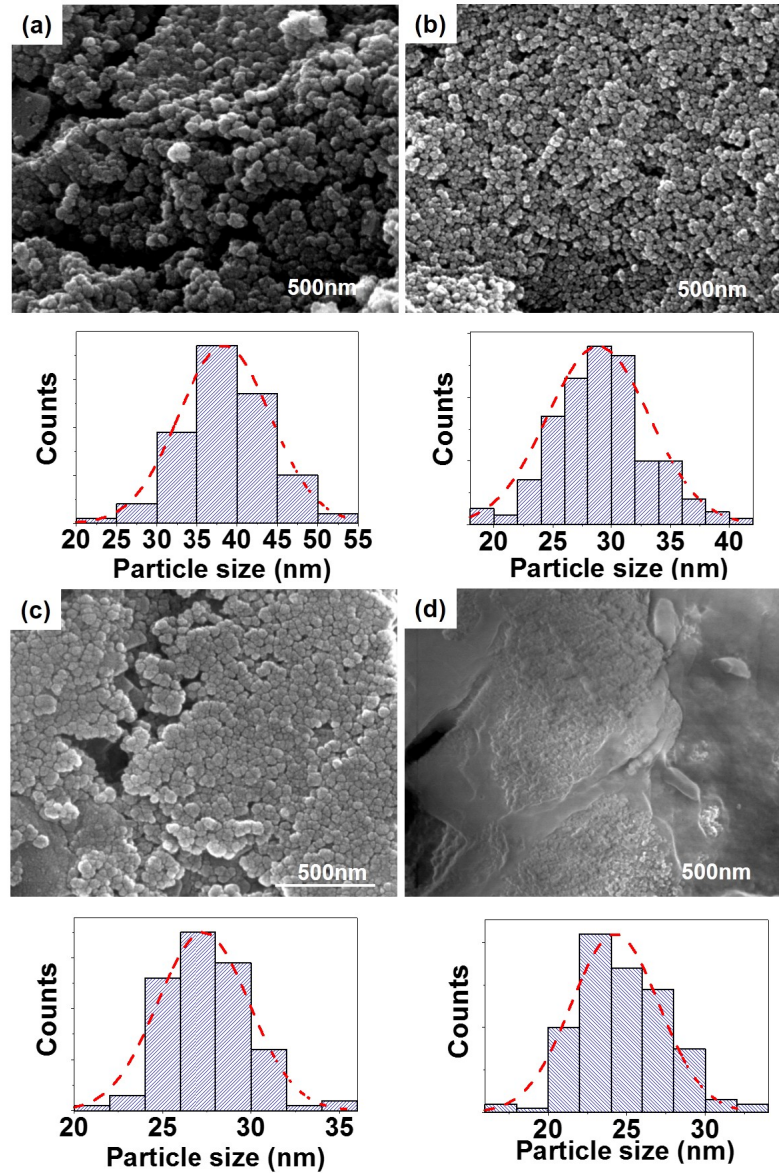 (a)
500nm
(b)
500nm
Counts
20 25 30 35 40 45 50 55
Particle size (nm)
Counts
20 25 30 35 40
Particle size (nm)
(c)
500nm
(d)
500nm
Counts
20 25 30 35
Particle size (nm)
Counts
20 25 30
Particle size (nm)